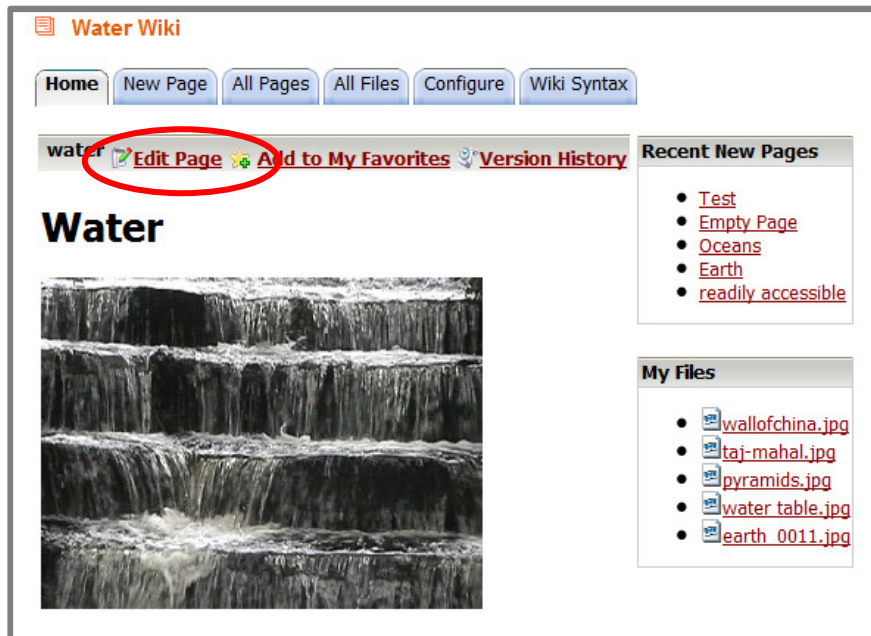 Water Wiki
Home New Page All Pages All Files Configure Wiki Syntax
water Edit Page Add to My Favorites Version History
Water
Recent New Pages
Test
Empty Page
Oceans
Earth
readily accessible
My Files
wallofchina.jpg
taj-mahal.jpg
pyramids.jpg
water table.jpg
earth_0011.jpg